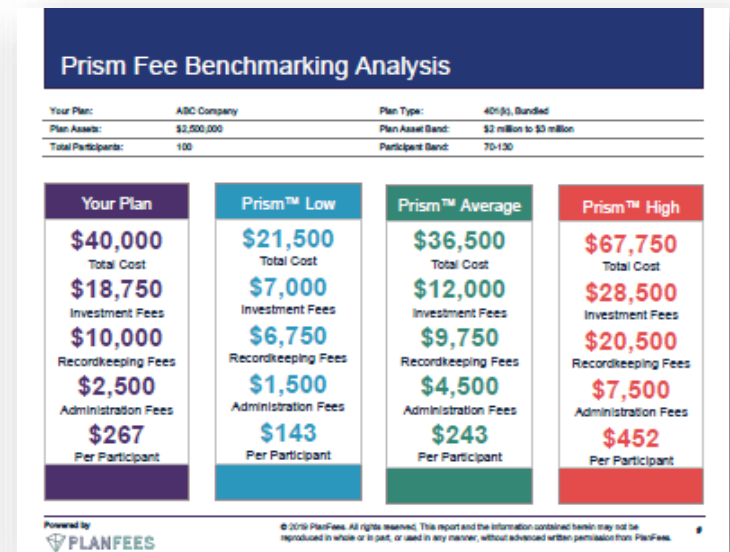 Prism Fee Benchmarking Analysis
Your Plan: ABC Company Plan Type: 401(k), Bundled
Plan Assets: $2,500,000 Plan Asset Band: $2 million to $3 million
Total Participants: 100 Participant Band: 70-130
Your Plan
$40,000
Total Cost
$18,750
Investment Fees
$10,000
Recordkeeping Fees
$2,500
Administration Fees
$267
Per Participant
Prism™ Low
$21,500
Total Cost
$7,000
Investment Fees
$6,750
Recordkeeping Fees
$1,500
Administration Fees
$143
Per Participant
Prism™ Average
$36,500
Total Cost
$12,000
Investment Fees
$9,750
Recordkeeping Fees
$4,500
Administration Fees
$243
Per Participant
Prism™ High
$67,750
Total Cost
$28,500
Investment Fees
$20,500
Recordkeeping Fees
$7,500
Administration Fees
$452
Per Participant
Powered by
PLANFEES
© 2019 PlanFees. All rights reserved, This report and the information contained herein may not be
reproduced in whole or in part, or used in any manner, without advanced written permission from PlanFees.